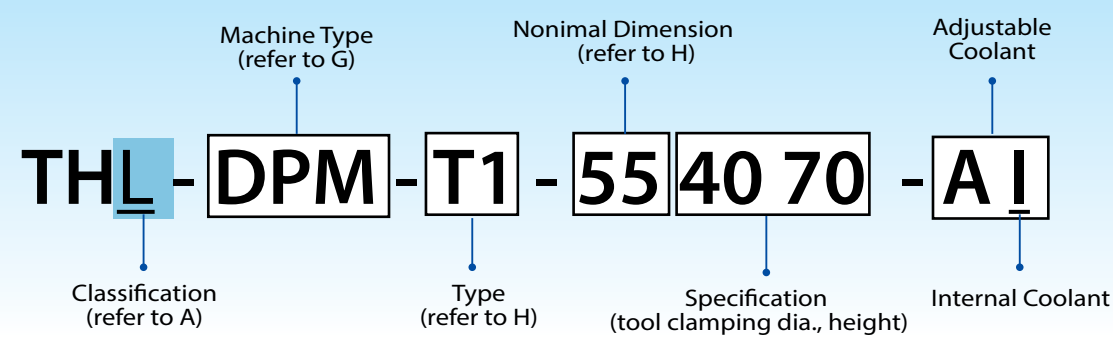 Machine Type
(refer to G)
Nonimal Dimension
(refer to H)
Adjustable
Coolant
THL - DPM - T1 - 55 40 70 - A I
Classification
(refer to A)
Type
(refer to H)
Specification
(tool clamping dia., height)
Internal Coolant